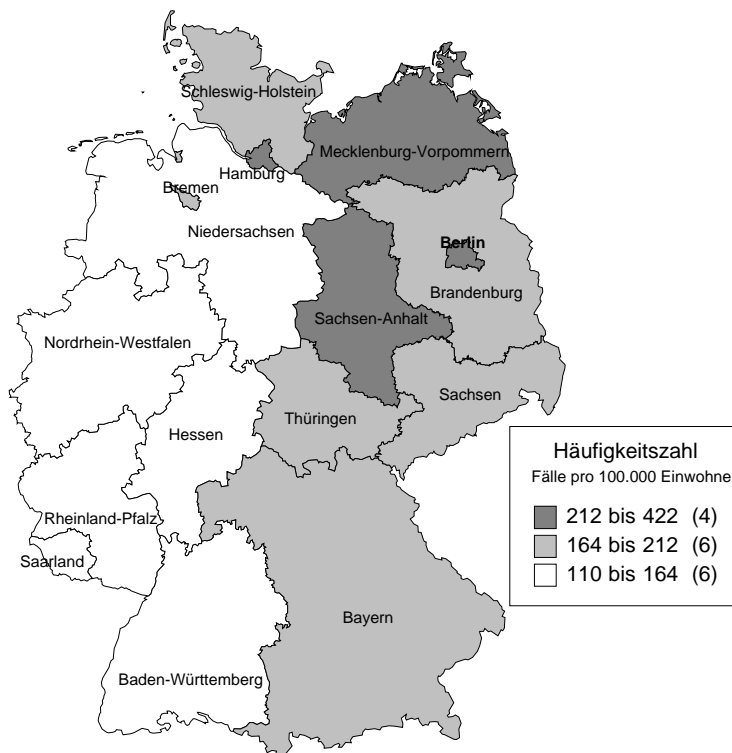 Schleswig-Holstein
Mecklenburg-Vorpommern
Hamburg
Bremen
Niedersachsen
Berlin
Brandenburg
Sachsen-Anhalt
Nordrhein-Westfalen
Sachsen
Thüringen
Hessen
Rheinland-Pfalz
Saarland
Bayern
Baden-Württemberg
Häufigkeitszahl
Fälle pro 100.000 Einwohne
212 bis 422 (4)
164 bis 212 (6)
110 bis 164 (6)